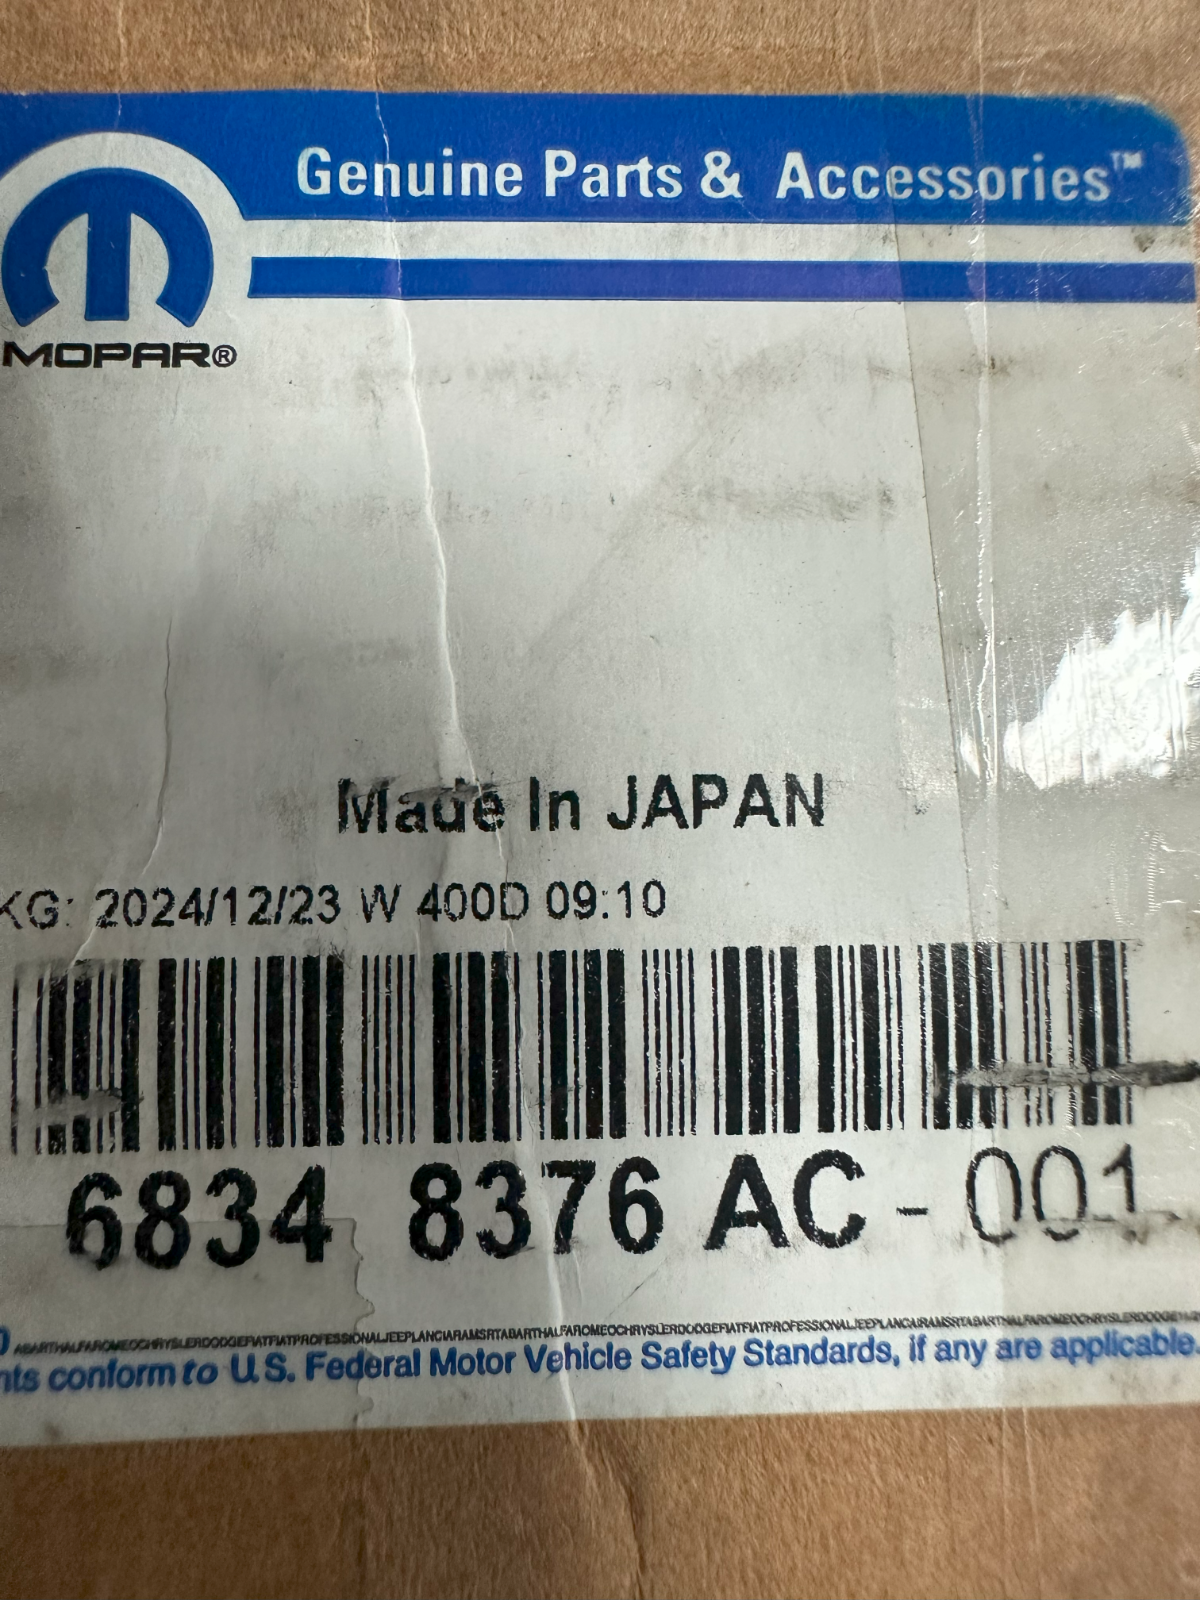 Genuine Parts & Accessories™
MOPAR®
Made In JAPAN
KG: 2024/12/23 W 400D 09:10
6834 8376 AC - 001
ABARTHALFAROMEOCHRYSLERDODGEFIATFIATPROFESSIONALJEEPLANCIARAMSRTABARTHALFAROMEOCHRYSLERDODGEFIATFIATPROFESSIONALJEEPLANCIARAMSRTABARTHALFAROMEOCHRYSLERDODGEFIAT
nts conform to U.S. Federal Motor Vehicle Safety Standards, if any are applicable.